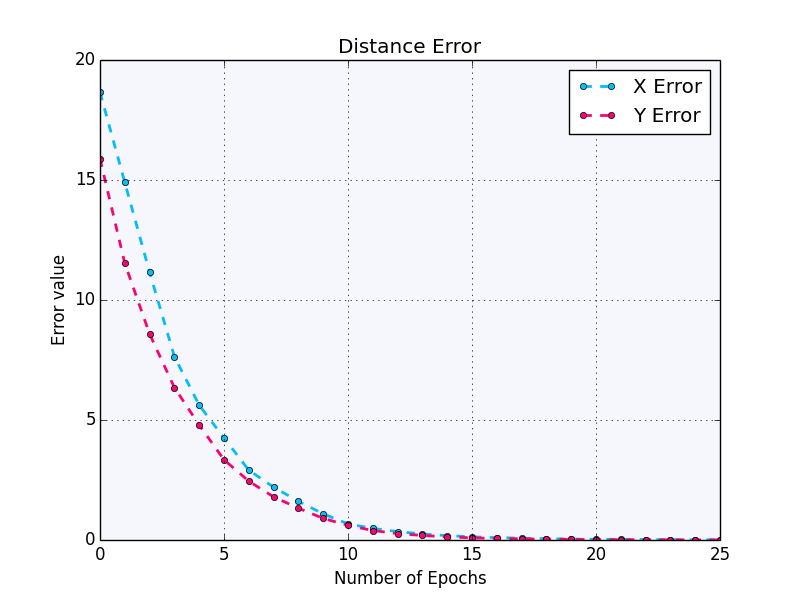 Distance Error
X Error
Y Error
20
15
10
5
0
Error value
0 5 10 15 20 25
Number of Epochs